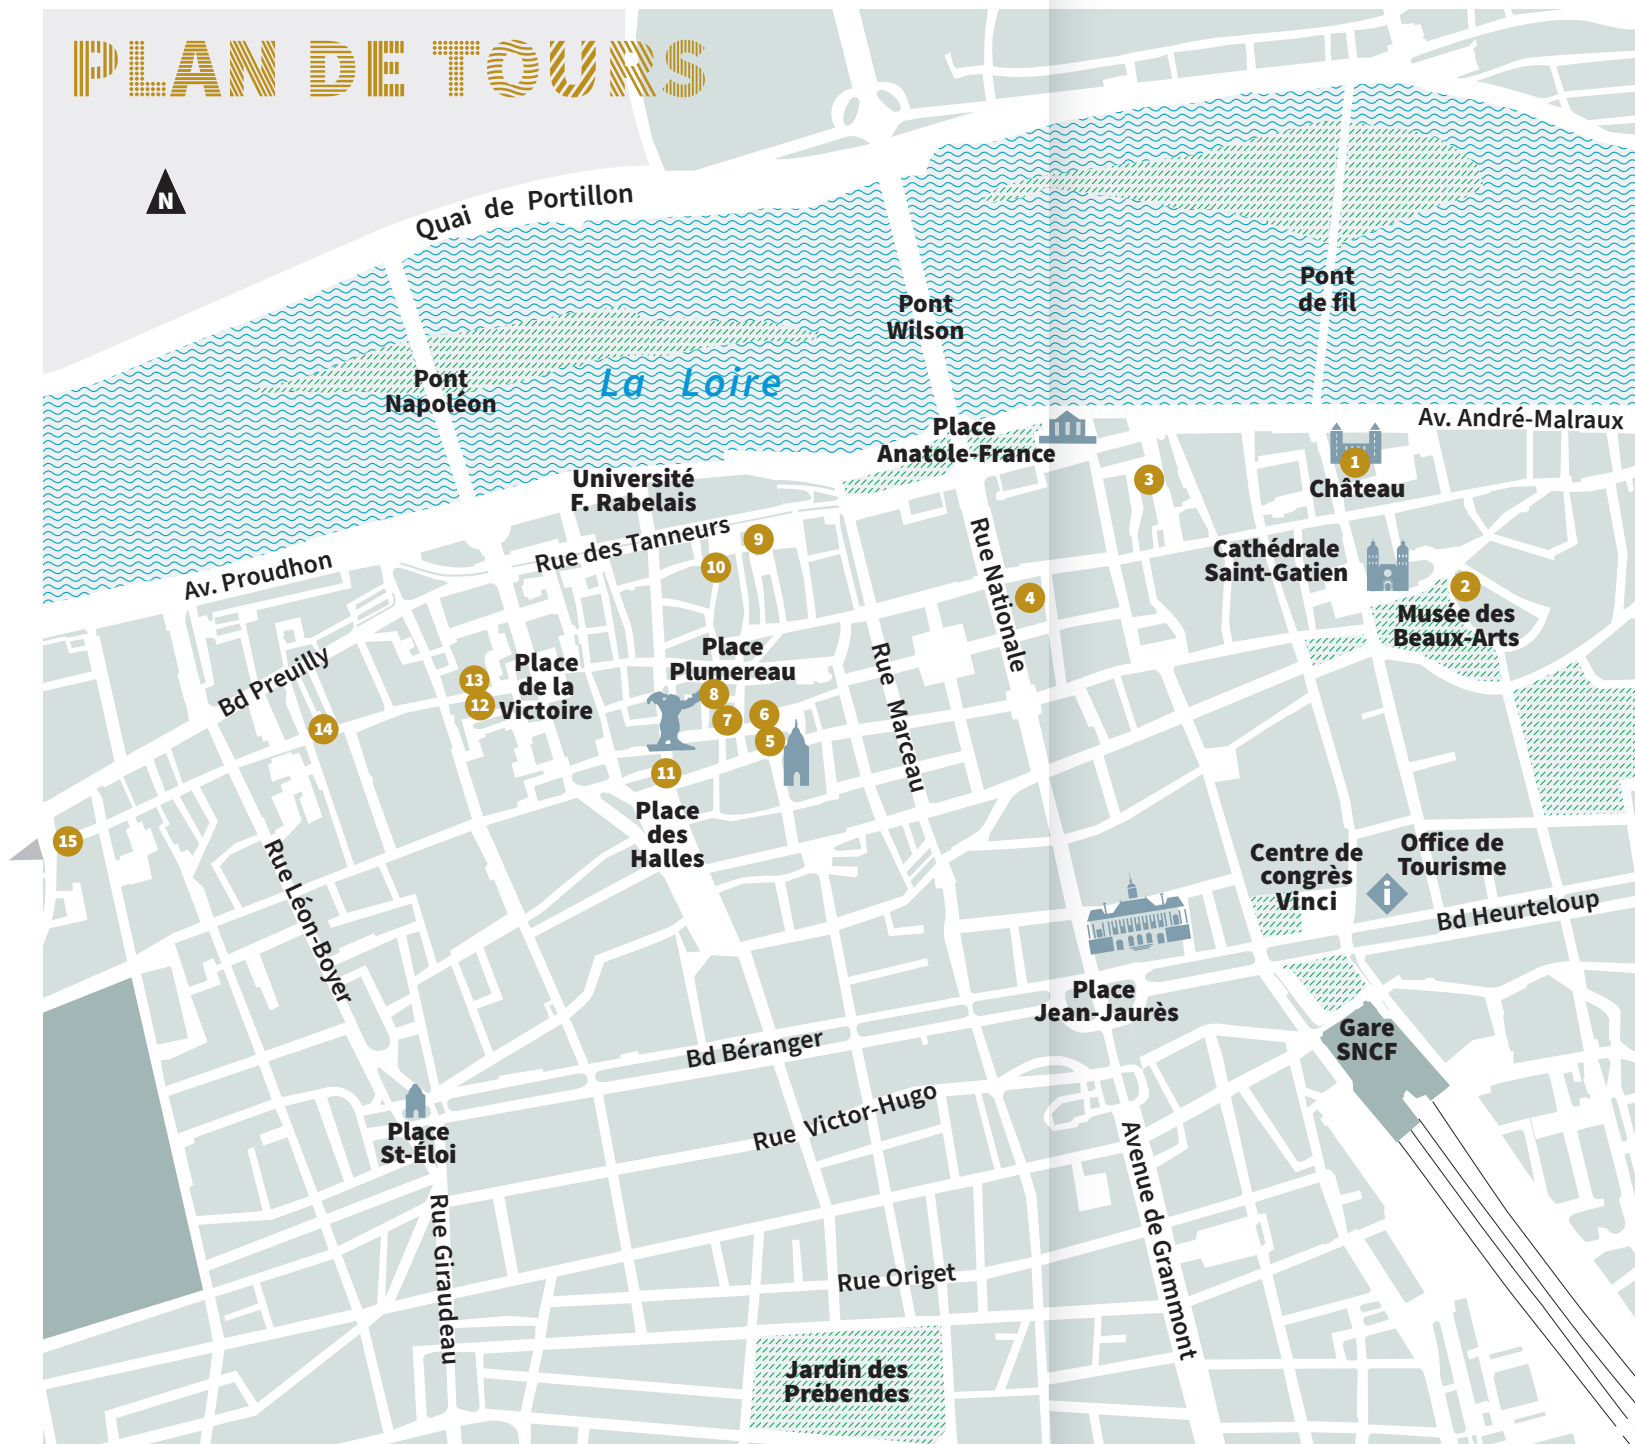 PLAN DE TOURS
N
Quai de Portillon
Pont
de fil
Pont
Wilson
Pont
Napoléon
La Loire
Av. André-Malraux
Place
Anatole-France
1
Château
3
Université
F. Rabelais
Rue des Tanneurs
9
10
Av. Proudhon
Rue Nationale
4
Cathédrale
Saint-Gatien
2
Musée des
Beaux-Arts
Bd Preuilly
13
12
Place
de la
Victoire
Place
Plumereau
8
7
6
5
Rue Marceau
14
11
Place
des
Halles
15
Rue Léon-Boyer
Centre de
congrès
Vinci
Office de
Tourisme
i
Bd Heurteloup
Place
Jean-Jaurès
Gare
SNCF
Bd Béranger
Rue Victor-Hugo
Place
St-Éloi
Rue Giraudeau
Avenue de Grammont
Rue Origet
Jardin des
Prébendes